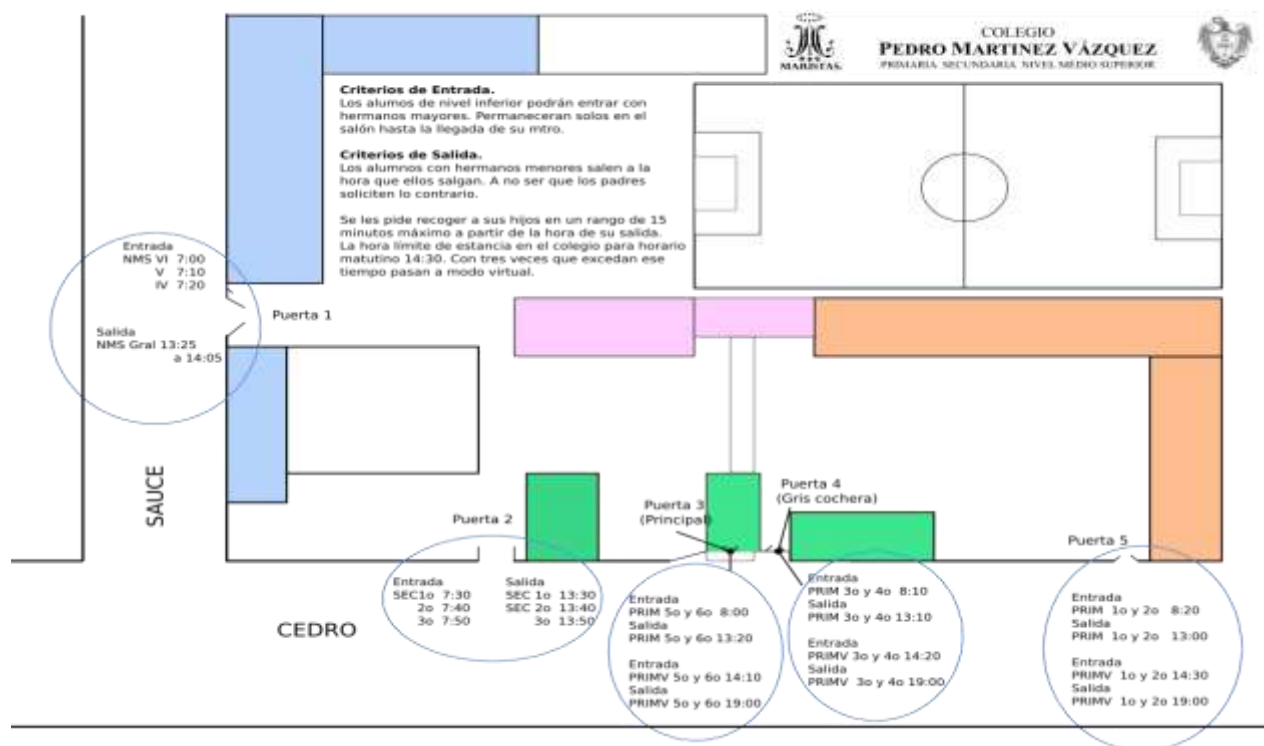 MARISTAS.
COLEGIO
PEDRO MARTINEZ VÁZQUEZ
PRIMARIA SECUNDARIA NIVEL MÉDIO SUPERIOR
Criterios de Entrada.
Los alumos de nivel inferior podrán entrar con
hermanos mayores. Permaneceran solos en el
salón hasta la llegada de su mtro.
Criterios de Salida.
Los alumnos con hermanos menores salen a la
hora que ellos salgan. A no ser que los padres
soliciten lo contrario.
Se les pide recoger a sus hijos en un rango de 15
minutos máximo a partir de la hora de su salida.
La hora límite de estancia en el colegio para horario
matutino 14:30. Con tres veces que excedan ese
tiempo pasan a modo virtual.
Entrada
NMS VI 7:00
V 7:10
IV 7:20
Salida
NMS Gral 13:25
a 14:05
Puerta 1
SAUCE
CEDRO
Puerta 2
Entrada
SEC1o 7:30
2o 7:40
3o 7:50
Salida
SEC 1o 13:30
SEC 2o 13:40
3o 13:50
Puerta 3
(Principal)
Entrada
PRIM 5o y 6o 8:00
Salida
PRIM 5o y 6o 13:20
Entrada
PRIMV 5o y 6o 14:10
Salida
PRIMV 5o y 6o 19:00
Puerta 4
(Gris cochera)
Entrada
PRIM 3o y 4o 8:10
Salida
PRIM 3o y 4o 13:10
Entrada
PRIMV 3o y 4o 14:20
Salida
PRIMV 3o y 4o 19:00
Puerta 5
Entrada
PRIM 1o y 2o 8:20
Salida
PRIM 1o y 2o 13:00
Entrada
PRIMV 1o y 2o 14:30
Salida
PRIMV 1o y 2o 19:00